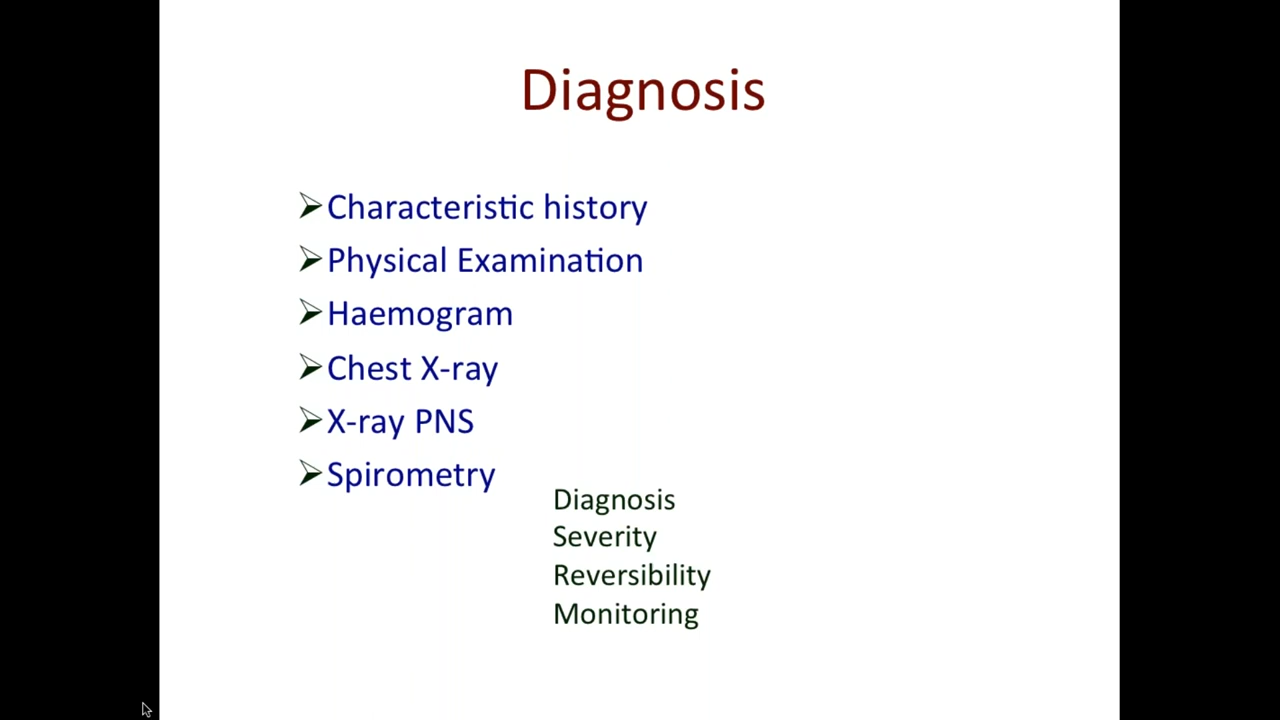 Diagnosis
Characteristic history
Physical Examination
Haemogram
Chest X-ray
X-ray PNS
Spirometry
Diagnosis
Severity
Reversibility
Monitoring